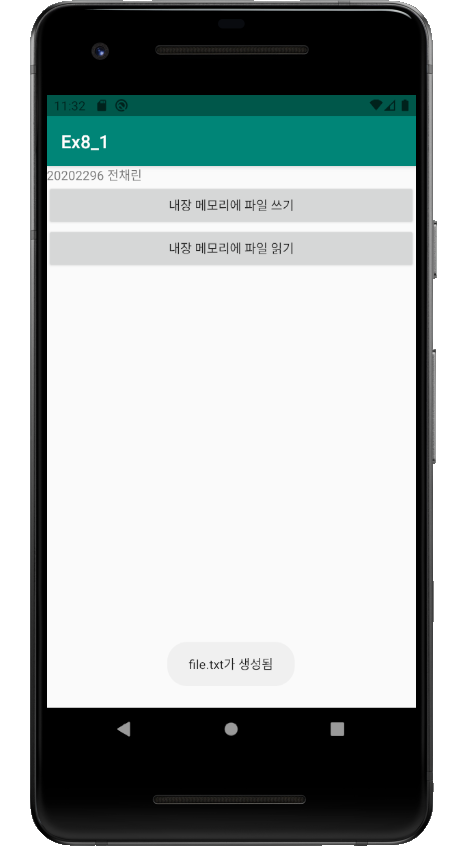 11:32
Ex8_1
20202296 전채린
내장 메모리에 파일 쓰기
내장 메모리에 파일 읽기
file.txt가 생성됨